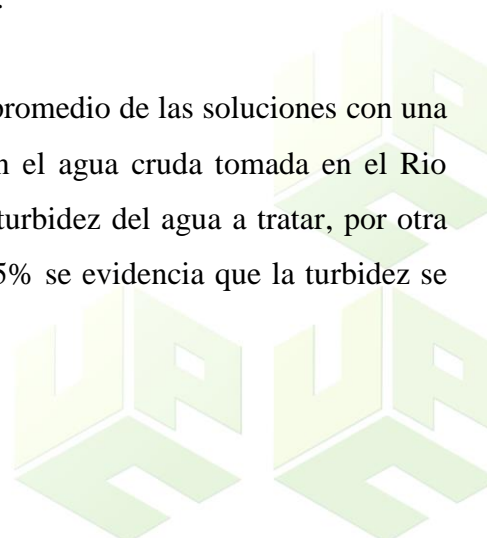 .
promedio de las soluciones con una
n el agua cruda tomada en el Rio
turbidez del agua a tratar, por otra
5% se evidencia que la turbidez se